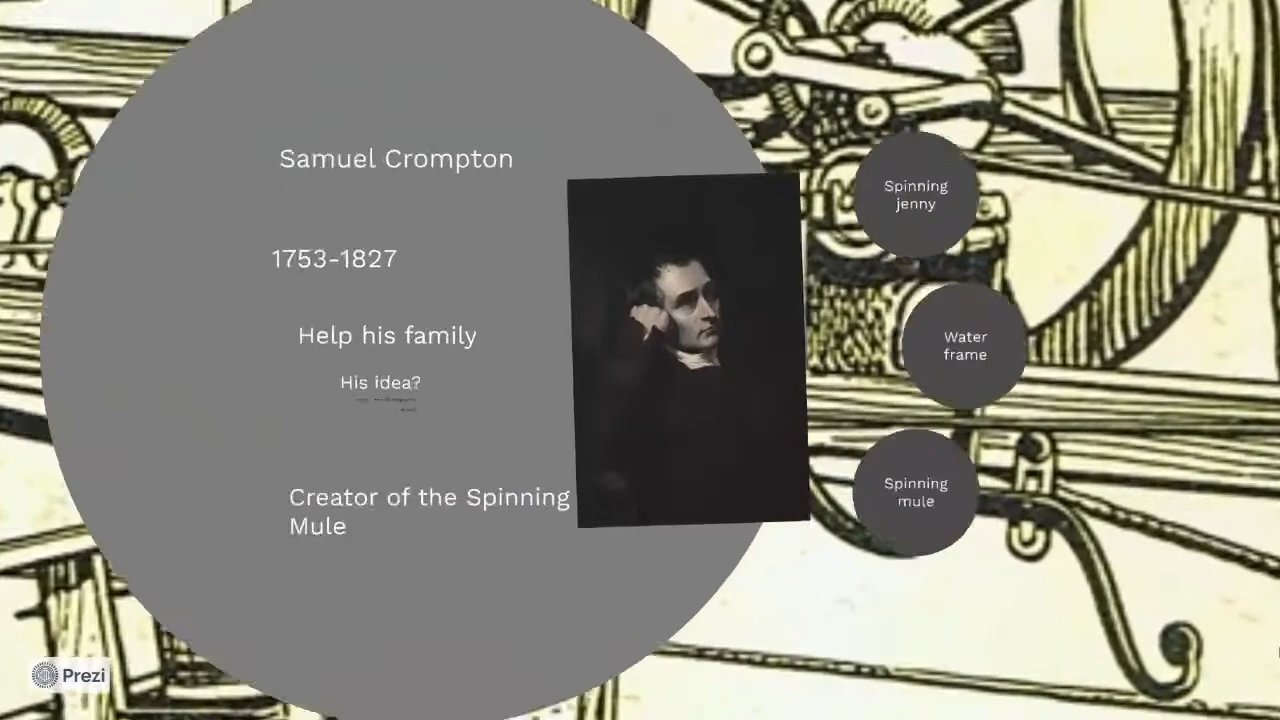 Samuel Crompton
1753-1827
Help his family
His idea?
Creator of the Spinning
Mule
Spinning
jenny
Water
frame
Spinning
mule
Prezi